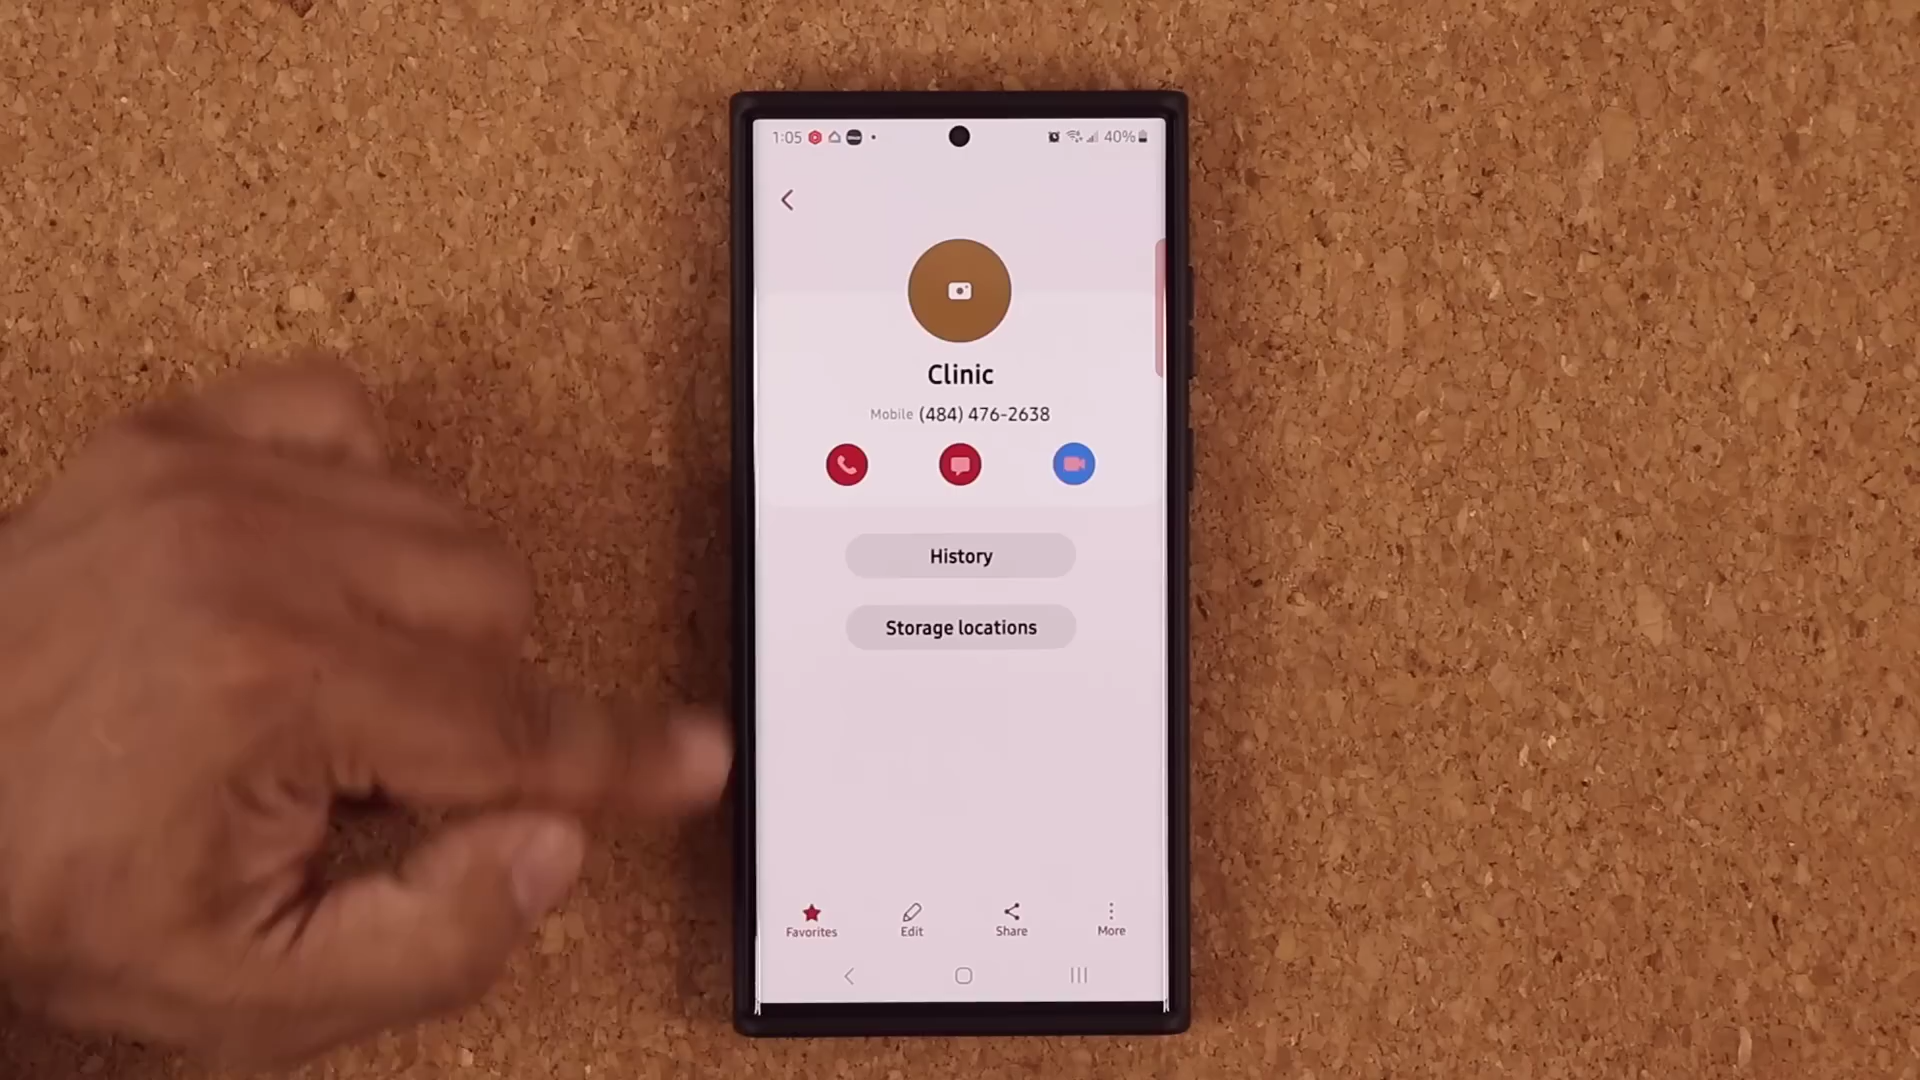 1:05 40%
Clinic
Mobile (484) 476-2638
History
Storage locations
Favorites Edit Share More